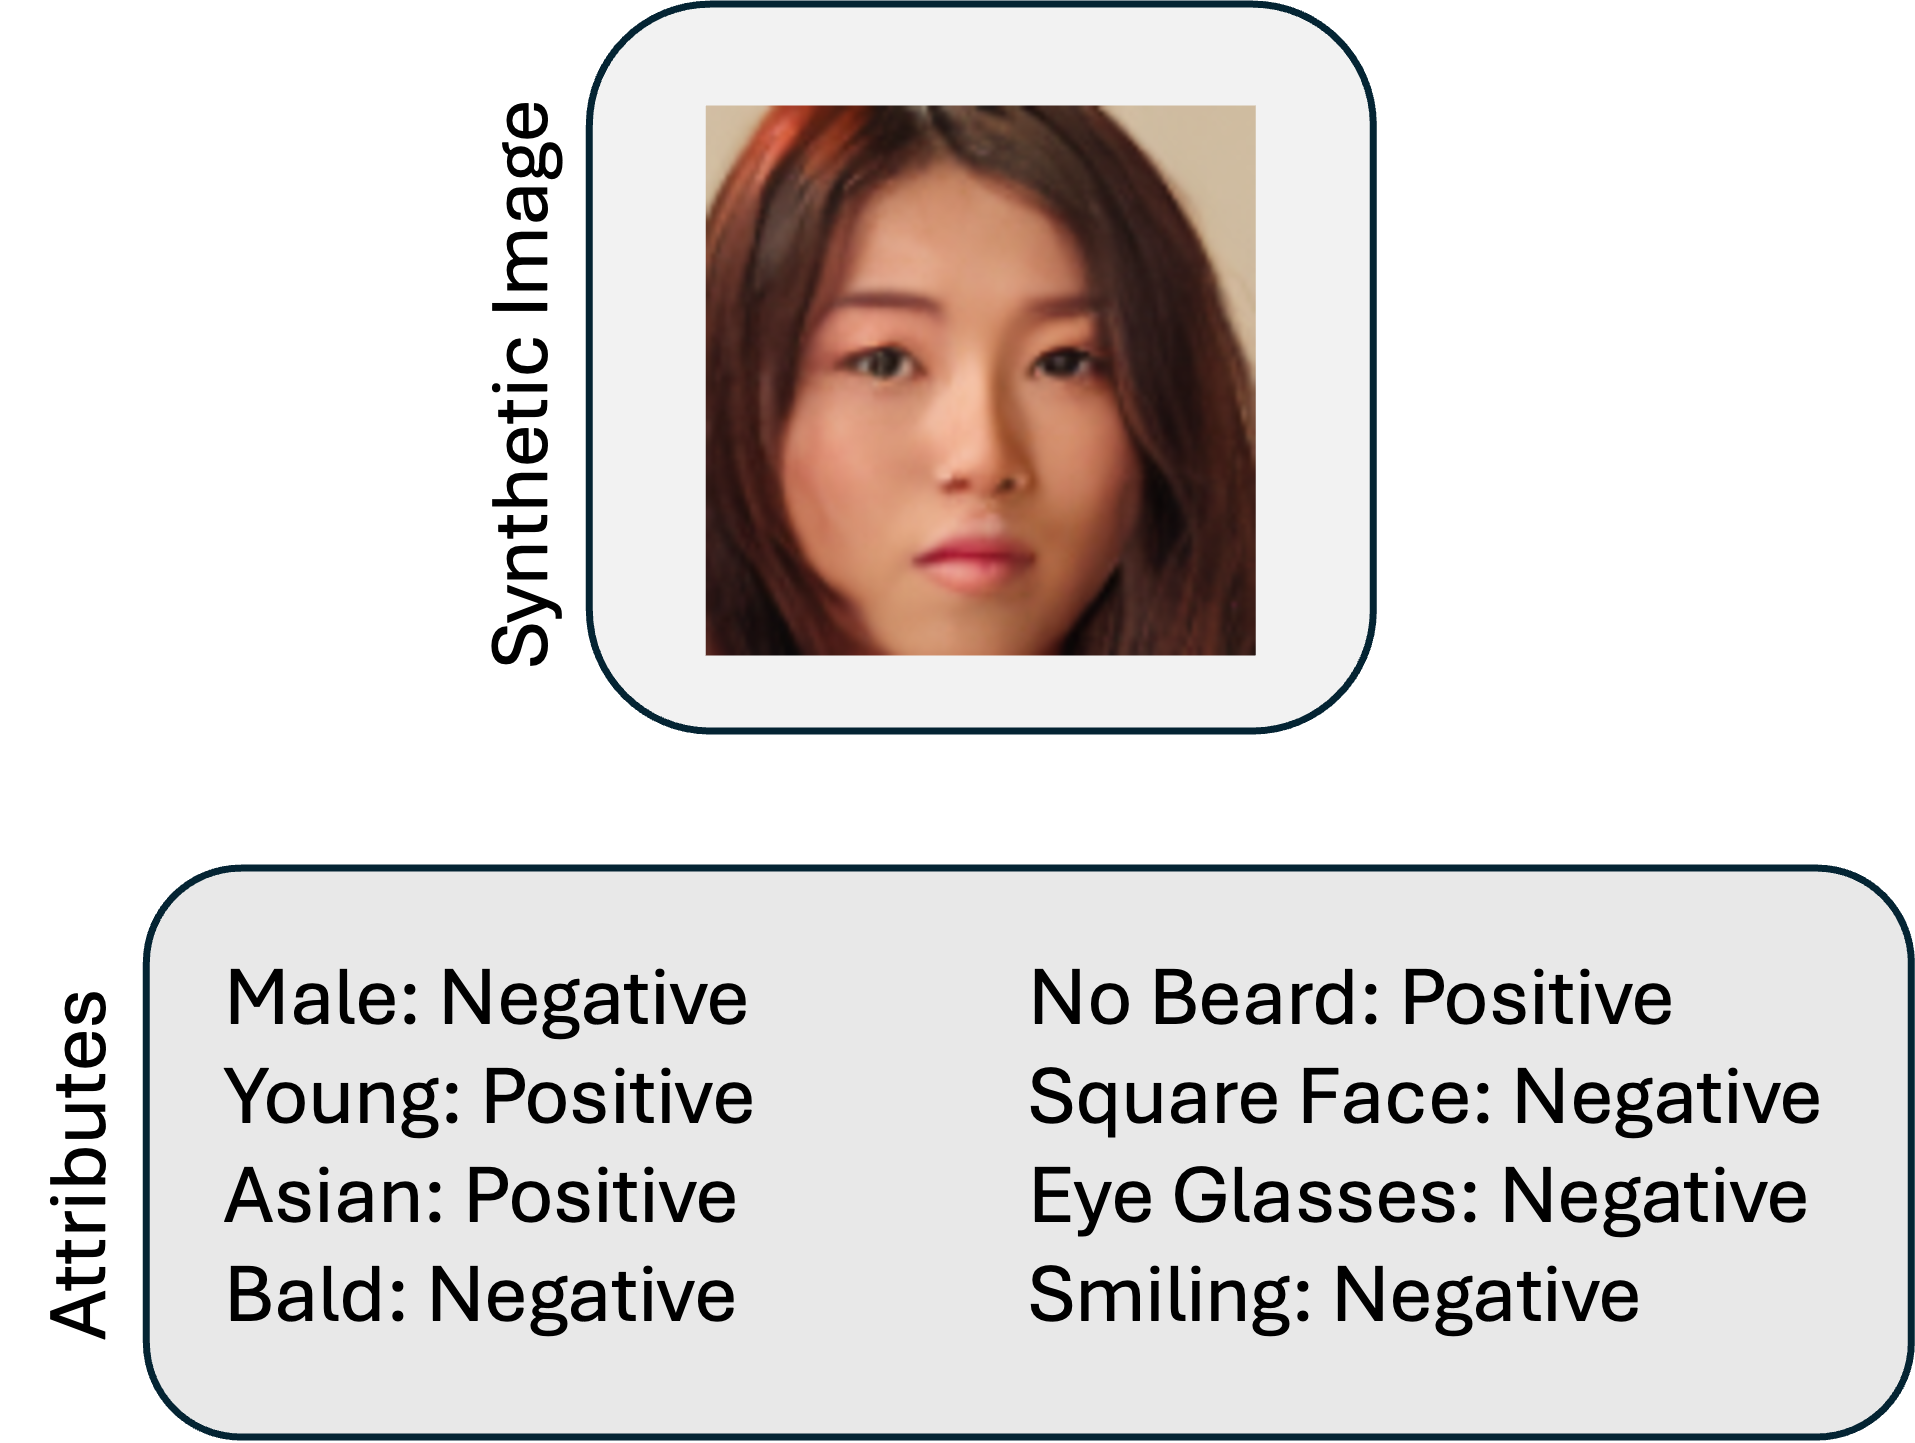 Synthetic Image
Attributes
Male: Negative
Young: Positive
Asian: Positive
Bald: Negative
No Beard: Positive
Square Face: Negative
Eye Glasses: Negative
Smiling: Negative